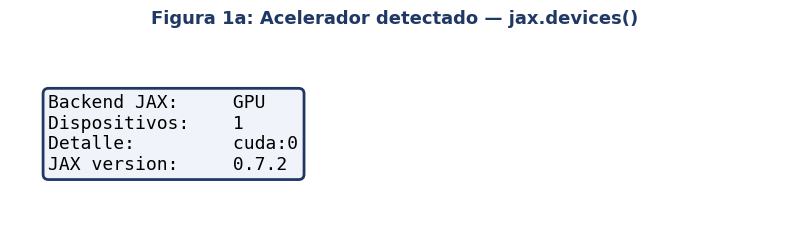 Figura 1a: Acelerador detectado — jax.devices()
Backend JAX: GPU
Dispositivos: 1
Detalle: cuda:0
JAX version: 0.7.2